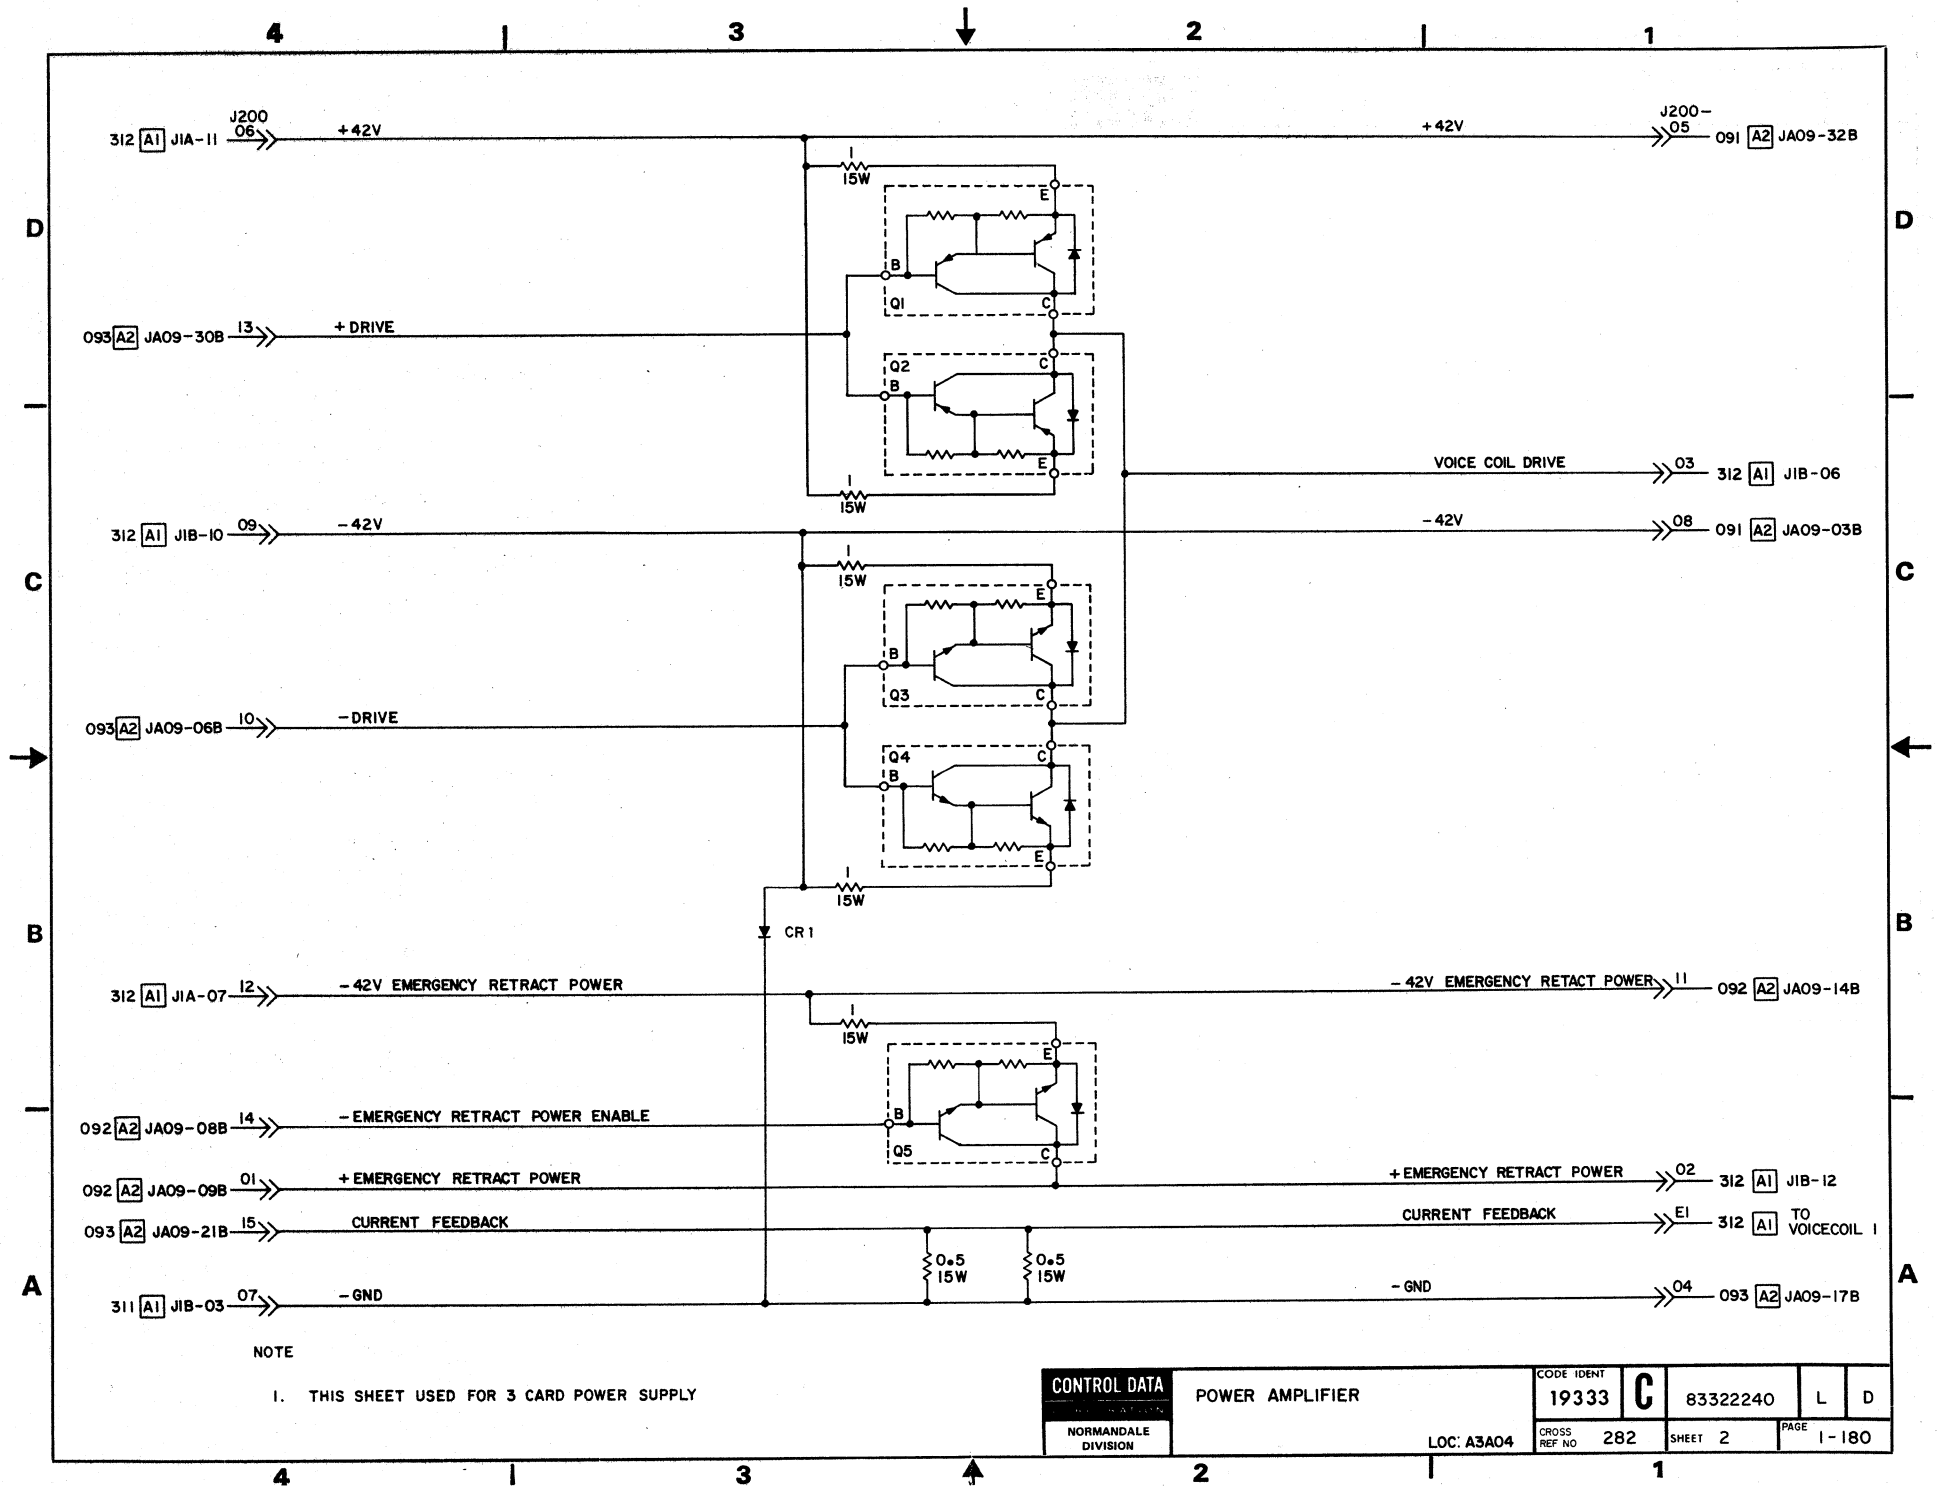 4 3 2 1
J200
312 A1 J1A-11 06 +42V +42V
J200-
05 091 A2 JA09-32B
1
15W
E
D D
B
Q1 C
093 A2 JA09-30B 13 +DRIVE
Q2 C
B
E
VOICE COIL DRIVE 03 312 A1 J1B-06
1
15W
312 A1 J1B-10 09 -42V -42V 08 091 A2 JA09-03B
1
15W
C C
E
B
Q3 C
093 A2 JA09-06B 10 -DRIVE
Q4 C
B
E
1
15W
B CR1 B
312 A1 J1A-07 12 -42V EMERGENCY RETRACT POWER -42V EMERGENCY RETACT POWER 11 092 A2 JA09-14B
1
15W
E
092 A2 JA09-08B 14 -EMERGENCY RETRACT POWER ENABLE B
Q5 C
092 A2 JA09-09B 01 +EMERGENCY RETRACT POWER +EMERGENCY RETRACT POWER 02 312 A1 J1B-12
093 A2 JA09-21B 15 CURRENT FEEDBACK CURRENT FEEDBACK E1 312 A1 TO
VOICECOIL 1
0.5 0.5
15W 15W
A A
311 A1 J1B-03 07 -GND -GND 04 093 A2 JA09-17B
NOTE
1. THIS SHEET USED FOR 3 CARD POWER SUPPLY
CONTROL DATA
NORMANDALE
DIVISION
POWER AMPLIFIER
LOC: A3A04
CODE IDENT
19333 C 83322240 L D
CROSS
REF NO 282 SHEET 2 PAGE 1-180
4 3 2 1